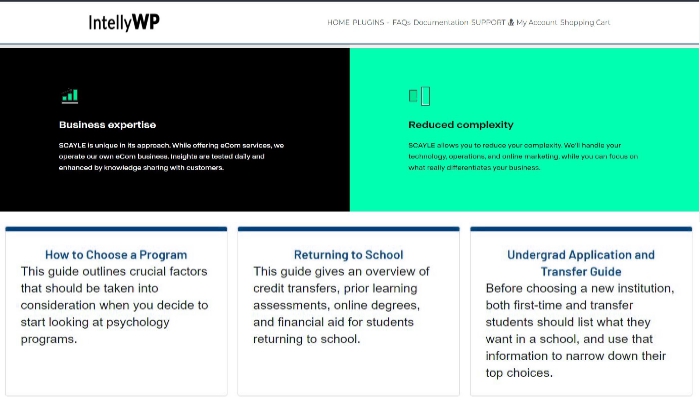 IntellyWP
HOME PLUGINS - FAQs Documentation SUPPORT My Account Shopping Cart
Business expertise
SCAYLE is unique in its approach. While offering eCom services, we
operate our own eCom business. Insights are tested daily and
enhanced by knowledge sharing with customers.
Reduced complexity
SCAYLE allows you to reduce your complexity. We'll handle your
technology, operations, and online marketing, while you can focus on
what really differentiates your business.
How to Choose a Program
This guide outlines crucial factors
that should be taken into
consideration when you decide to
start looking at psychology
programs.
Returning to School
This guide gives an overview of
credit transfers, prior learning
assessments, online degrees,
and financial aid for students
returning to school.
Undergrad Application and
Transfer Guide
Before choosing a new institution,
both first-time and transfer
students should list what they
want in a school, and use that
information to narrow down their
top choices.